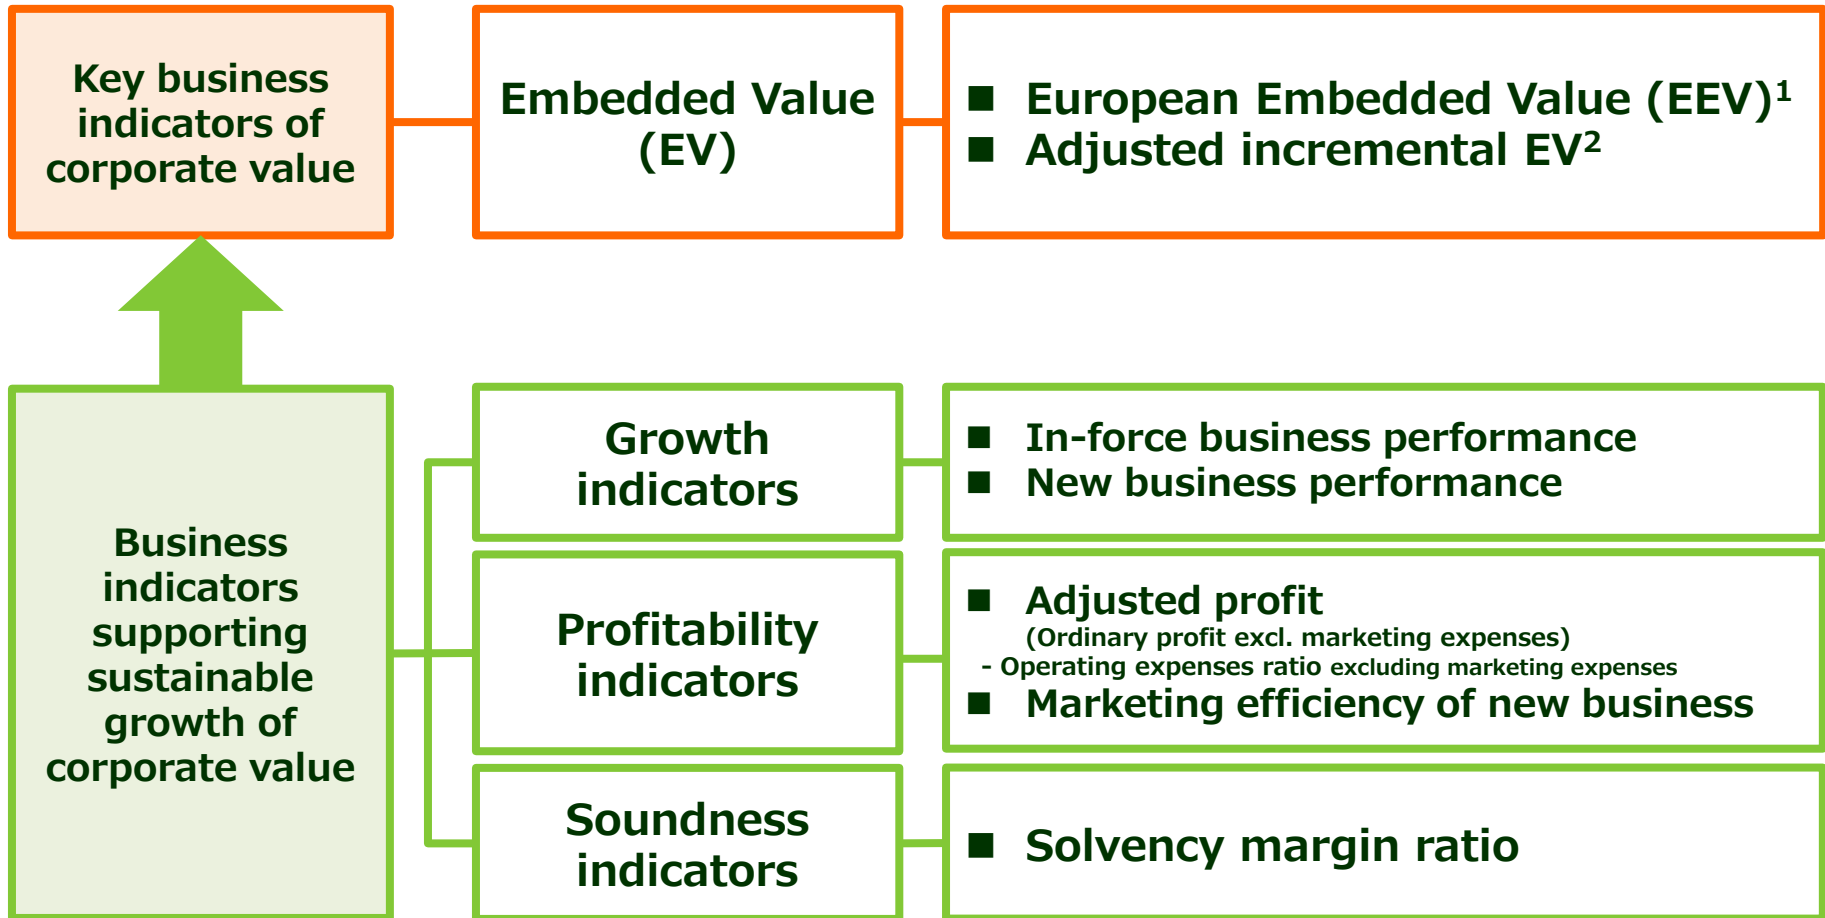 Key business
indicators of
corporate value
Embedded Value
(EV)
■ European Embedded Value (EEV)¹
■ Adjusted incremental EV²
Business
indicators
supporting
sustainable
growth of
corporate value
Growth
indicators
■ In-force business performance
■ New business performance
Profitability
indicators
■ Adjusted profit
(Ordinary profit excl. marketing expenses)
- Operating expenses ratio excluding marketing expenses
■ Marketing efficiency of new business
Soundness
indicators
■ Solvency margin ratio